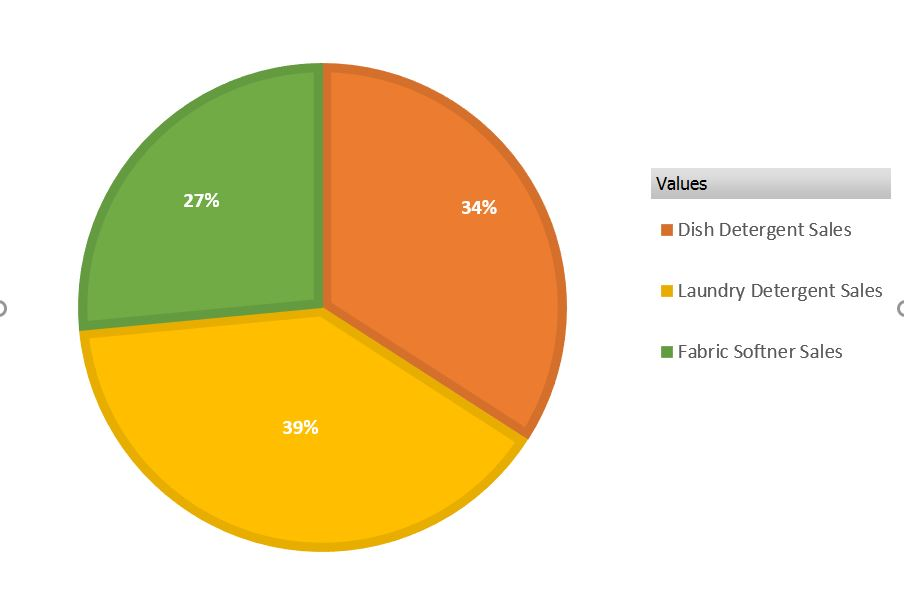 27%
34%
39%
Values
Dish Detergent Sales
Laundry Detergent Sales
Fabric Softner Sales